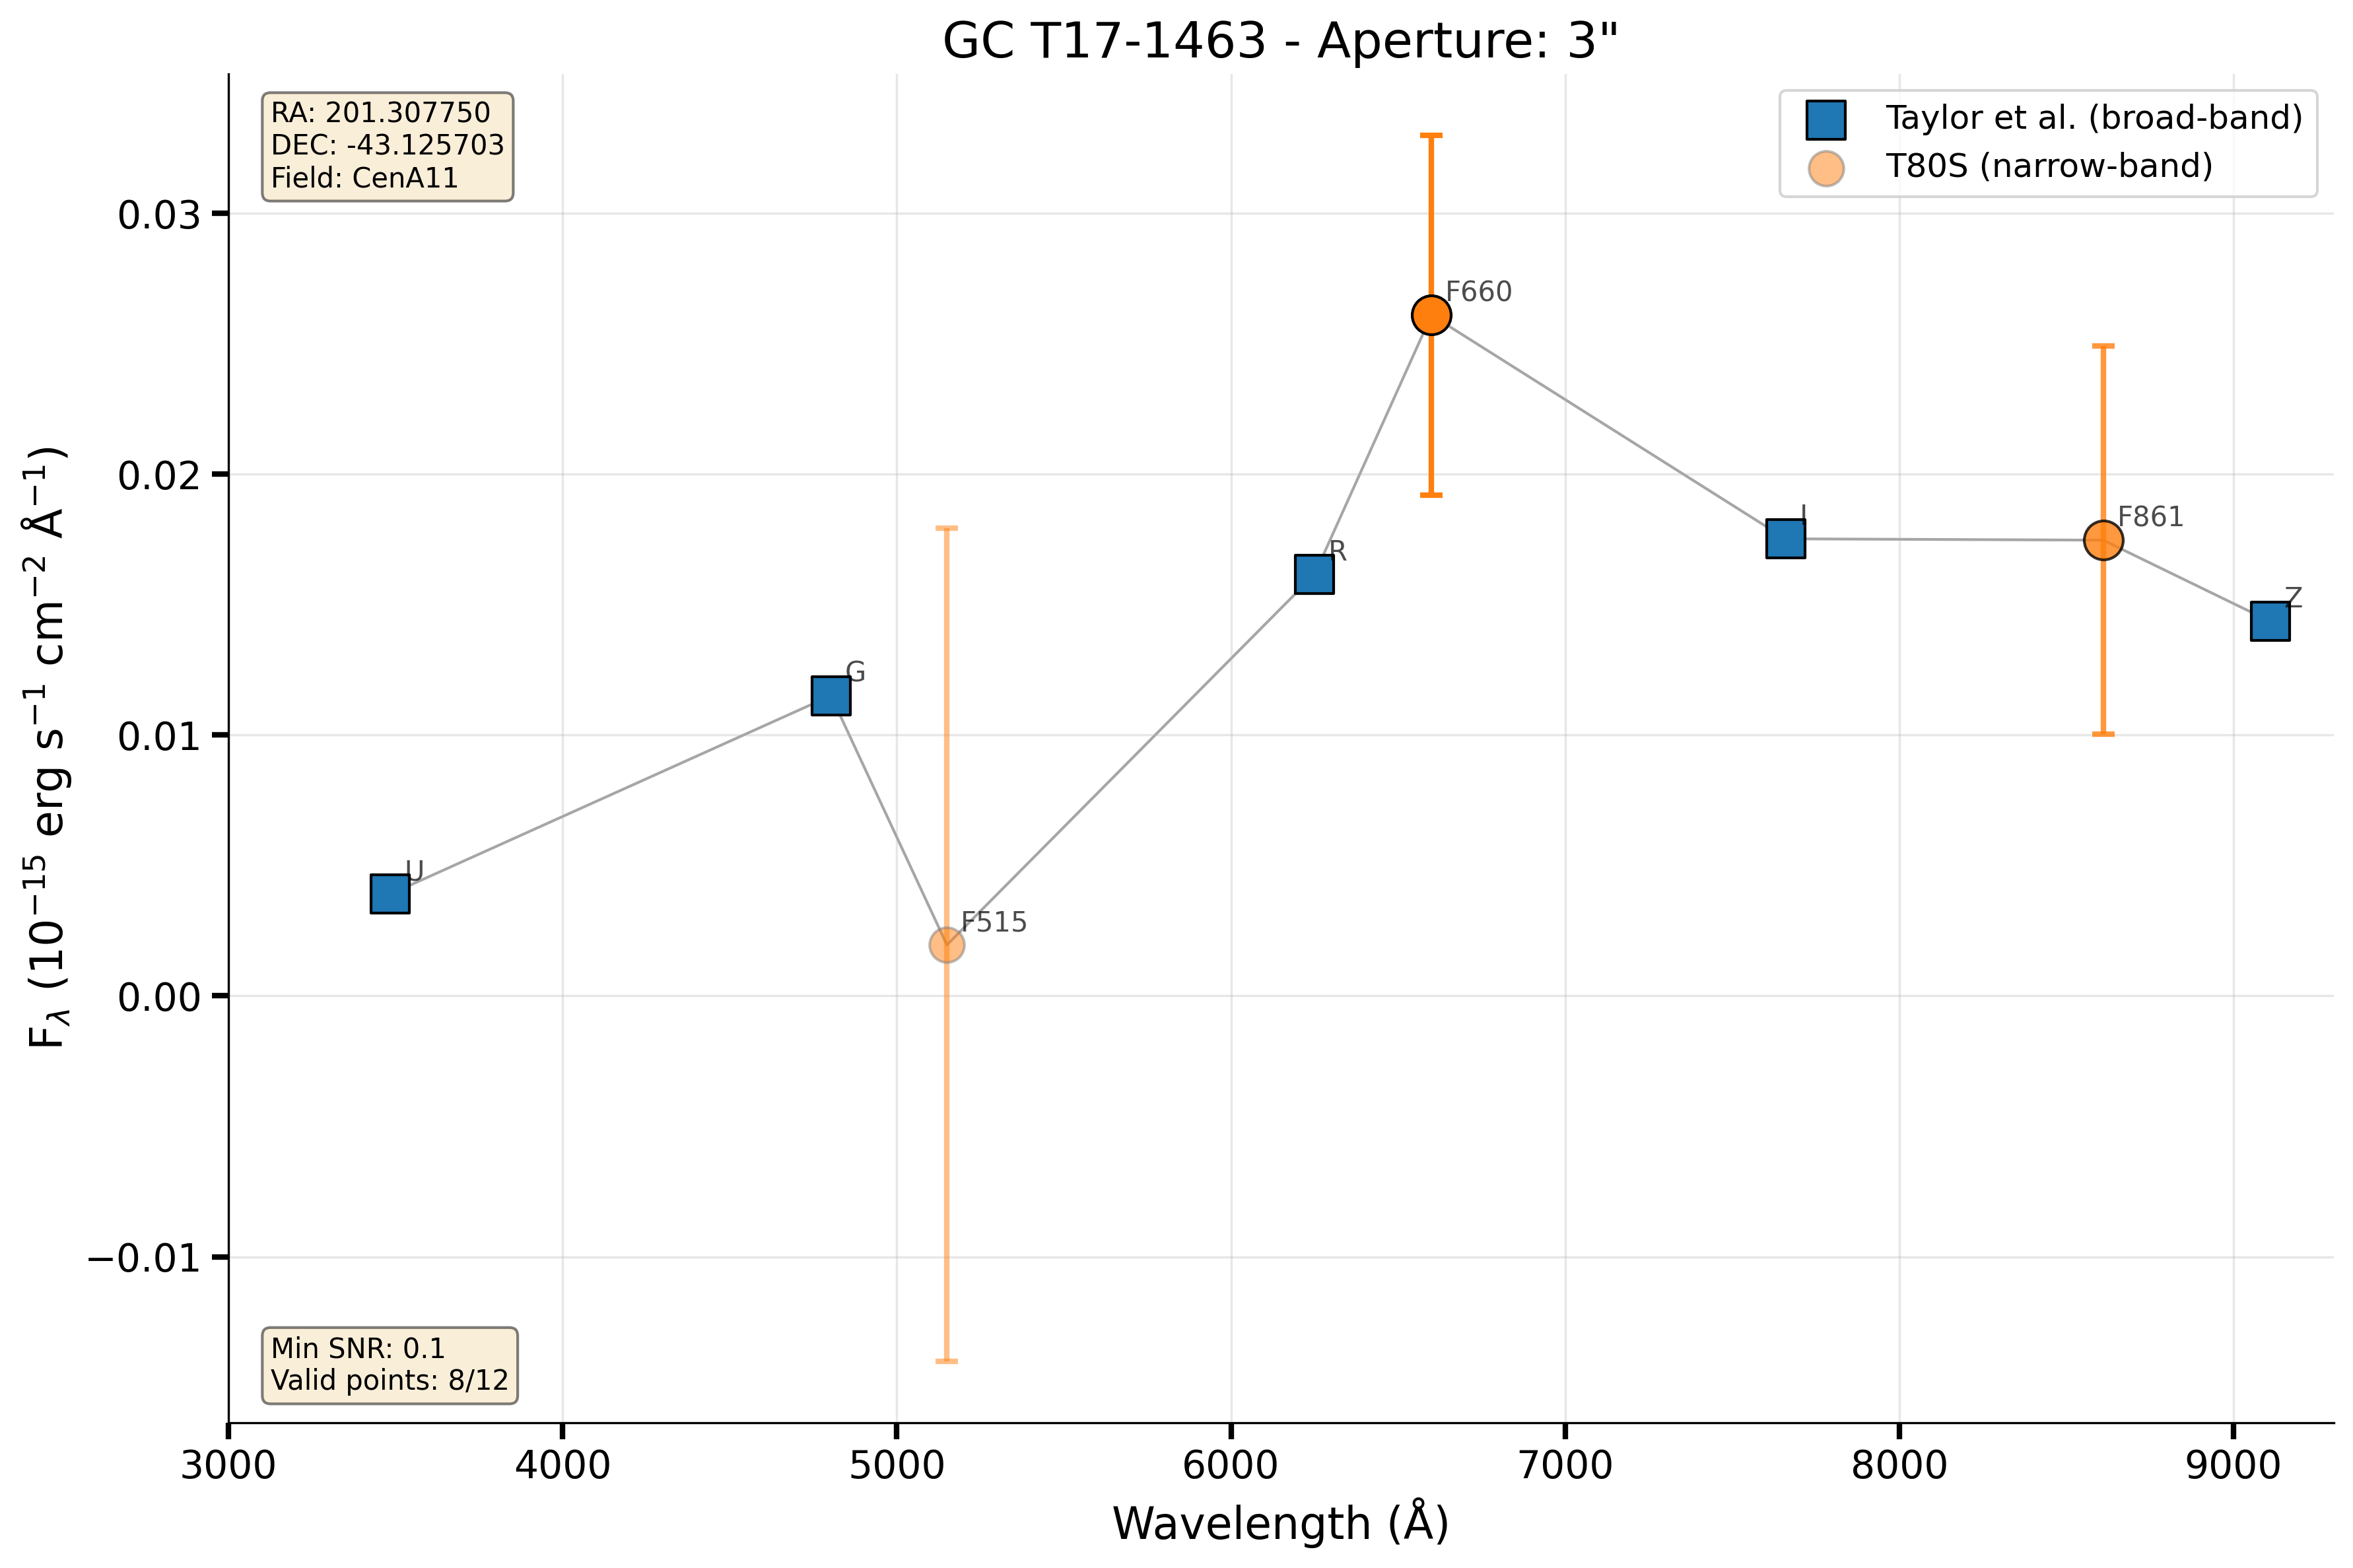 GC T17-1463 - Aperture: 3"
RA: 201.307750
DEC: -43.125703
Field: CenA11
Taylor et al. (broad-band)
T80S (narrow-band)
0.03
0.02
0.01
0.00
−0.01
F660
I
F861
R
Z
G
U
F515
Min SNR: 0.1
Valid points: 8/12
F_λ (10⁻¹⁵ erg s⁻¹ cm⁻² Å⁻¹)
3000 4000 5000 6000 7000 8000 9000
Wavelength (Å)